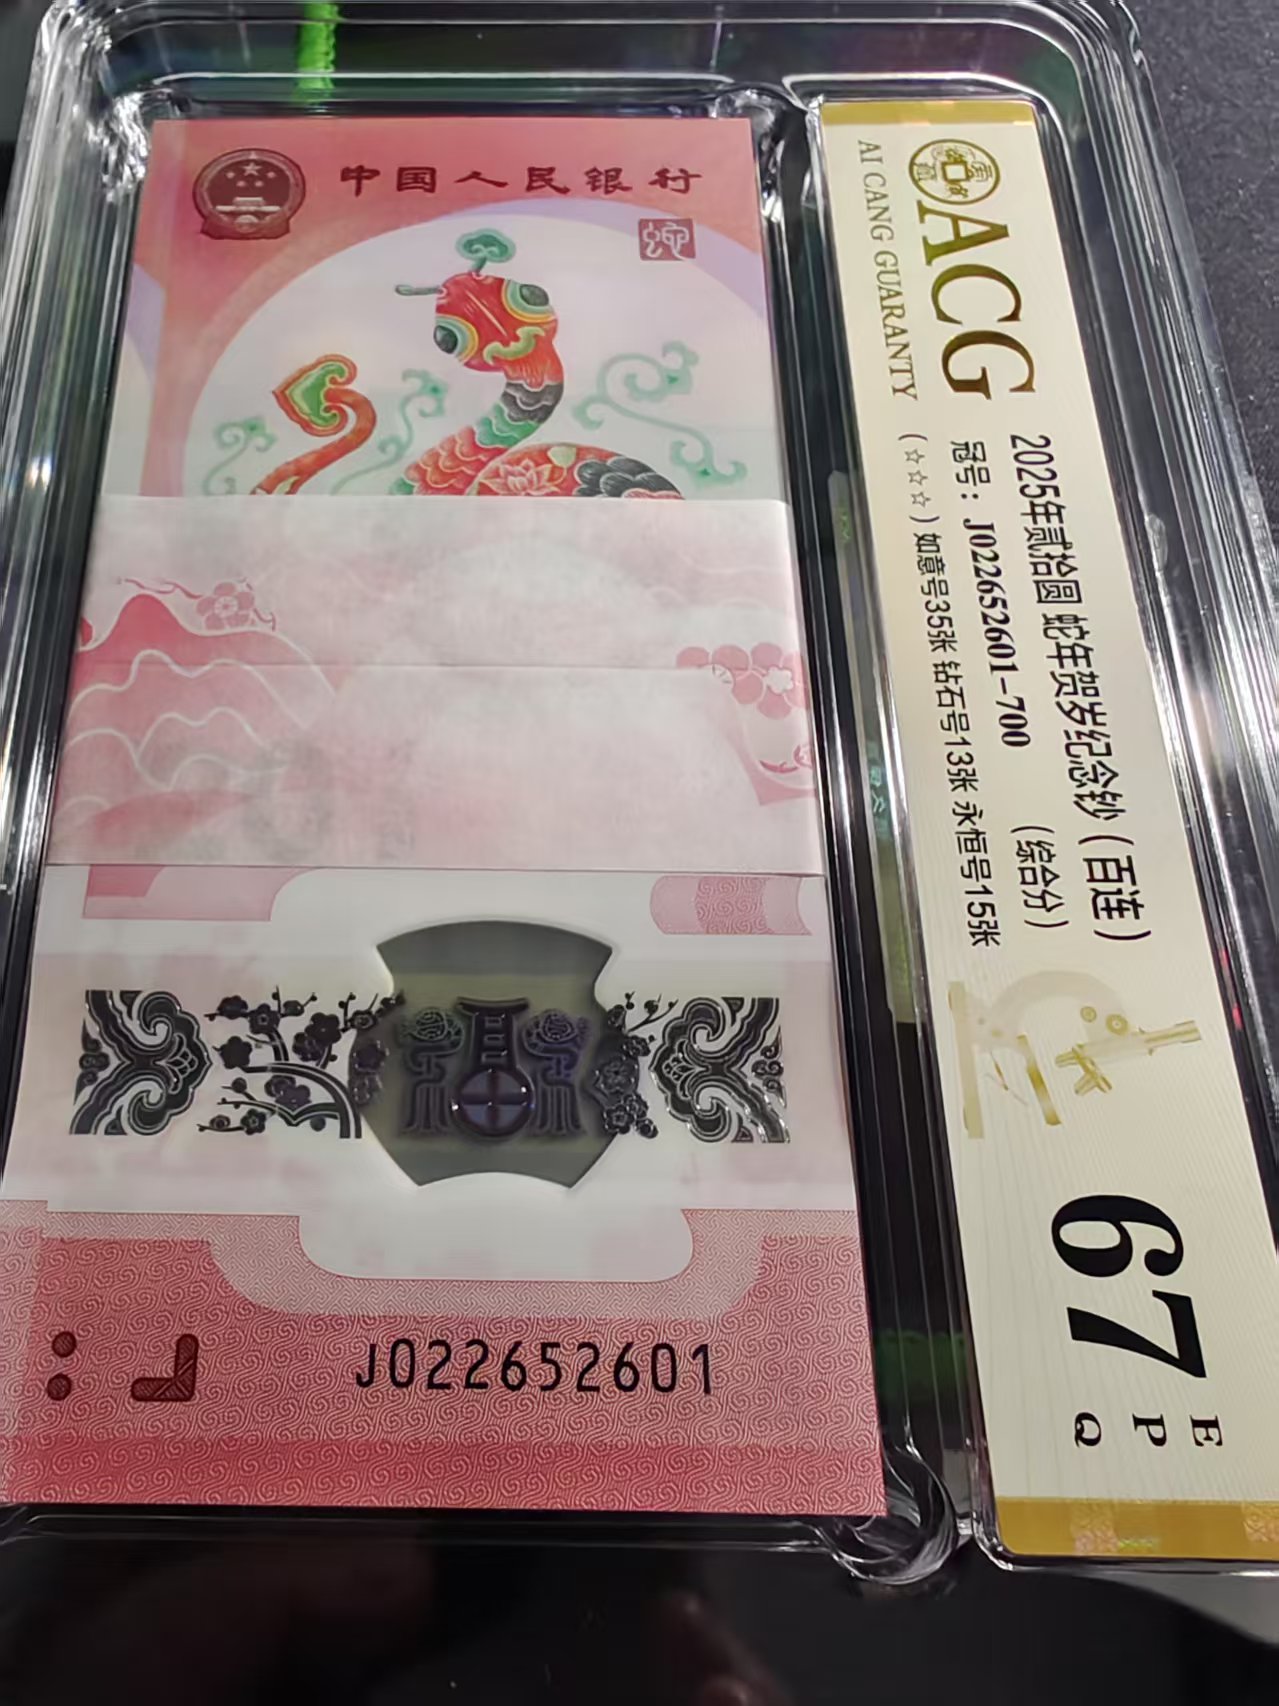 中国人民银行
蛇
J022652601
ACG
AI CANG GUARANTY
2025年贰拾圆 蛇年贺岁纪念钞（百连）
冠号：J022652601-700 （综合分）
（☆☆☆）如意号35张 钻石号13张 永恒号15张
67
E
P
Q